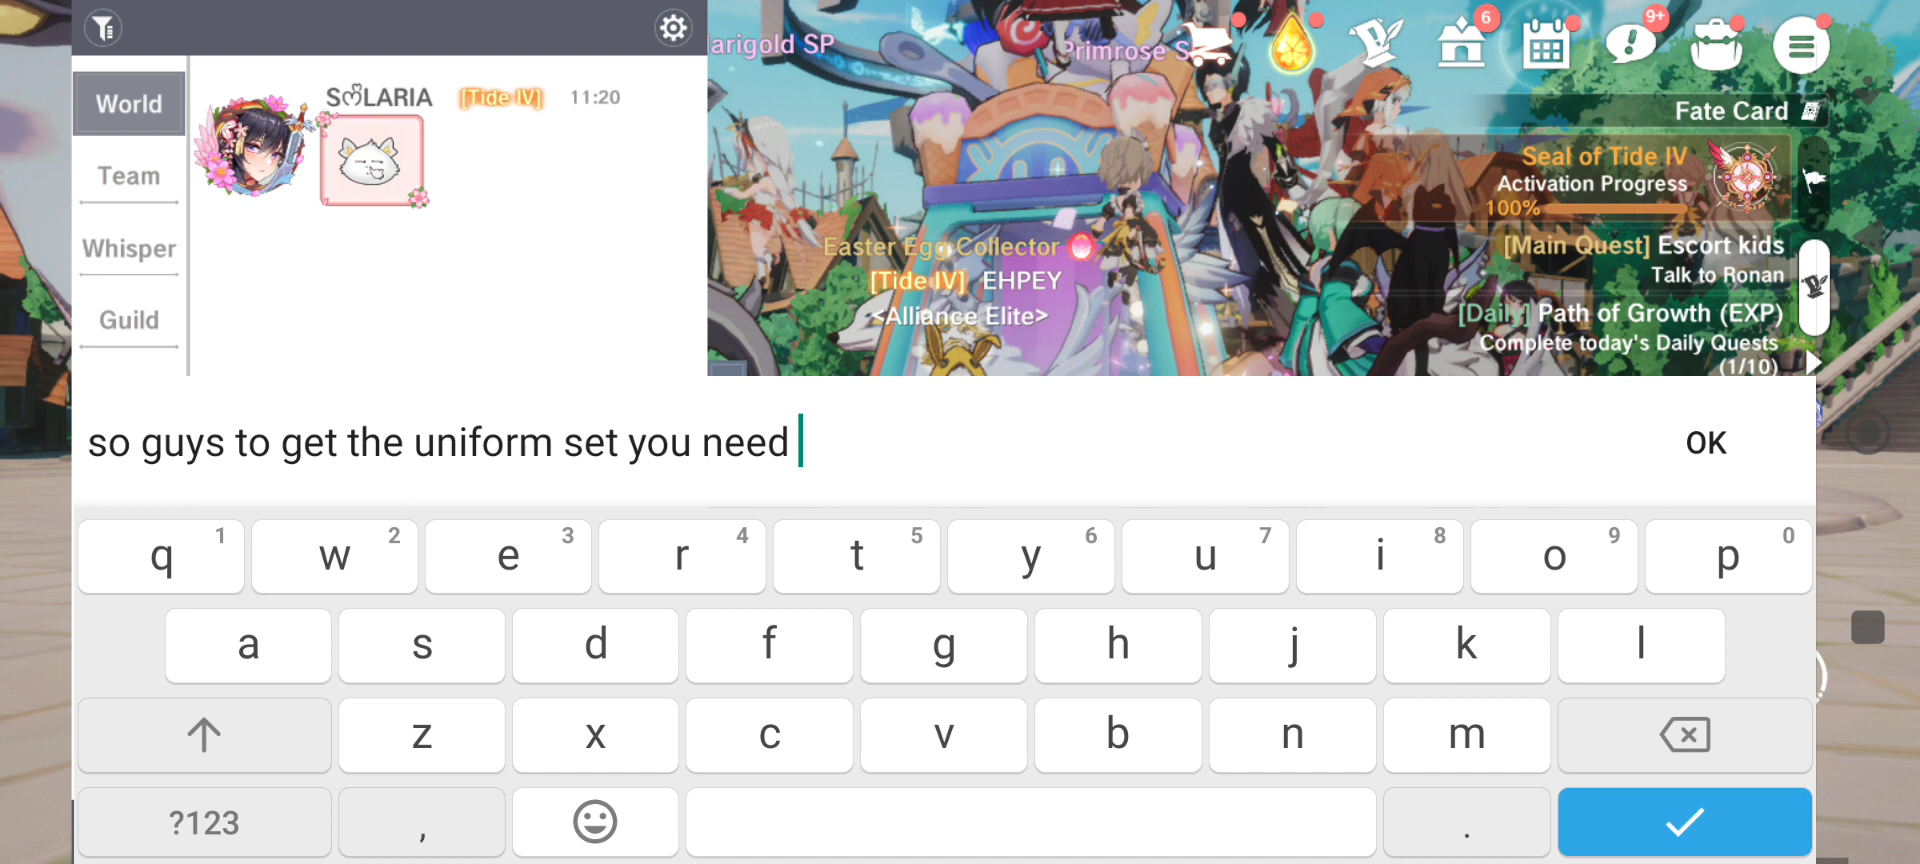 World
Team
Whisper
Guild
SOLARIA [Tide IV] 11:20
arigold SP
Primrose S
6
9+
Fate Card
Seal of Tide IV
Activation Progress
100%
[Main Quest] Escort kids
Talk to Ronan
[Daily] Path of Growth (EXP)
Complete today's Daily Quests
(1/10)
Easter Egg Collector
[Tide IV] EHPEY
<Alliance Elite>
so guys to get the uniform set you need
OK
q 1 w 2 e 3 r 4 t 5 y 6 u 7 i 8 o 9 p 0
a s d f g h j k l
z x c v b n m
?123 , .